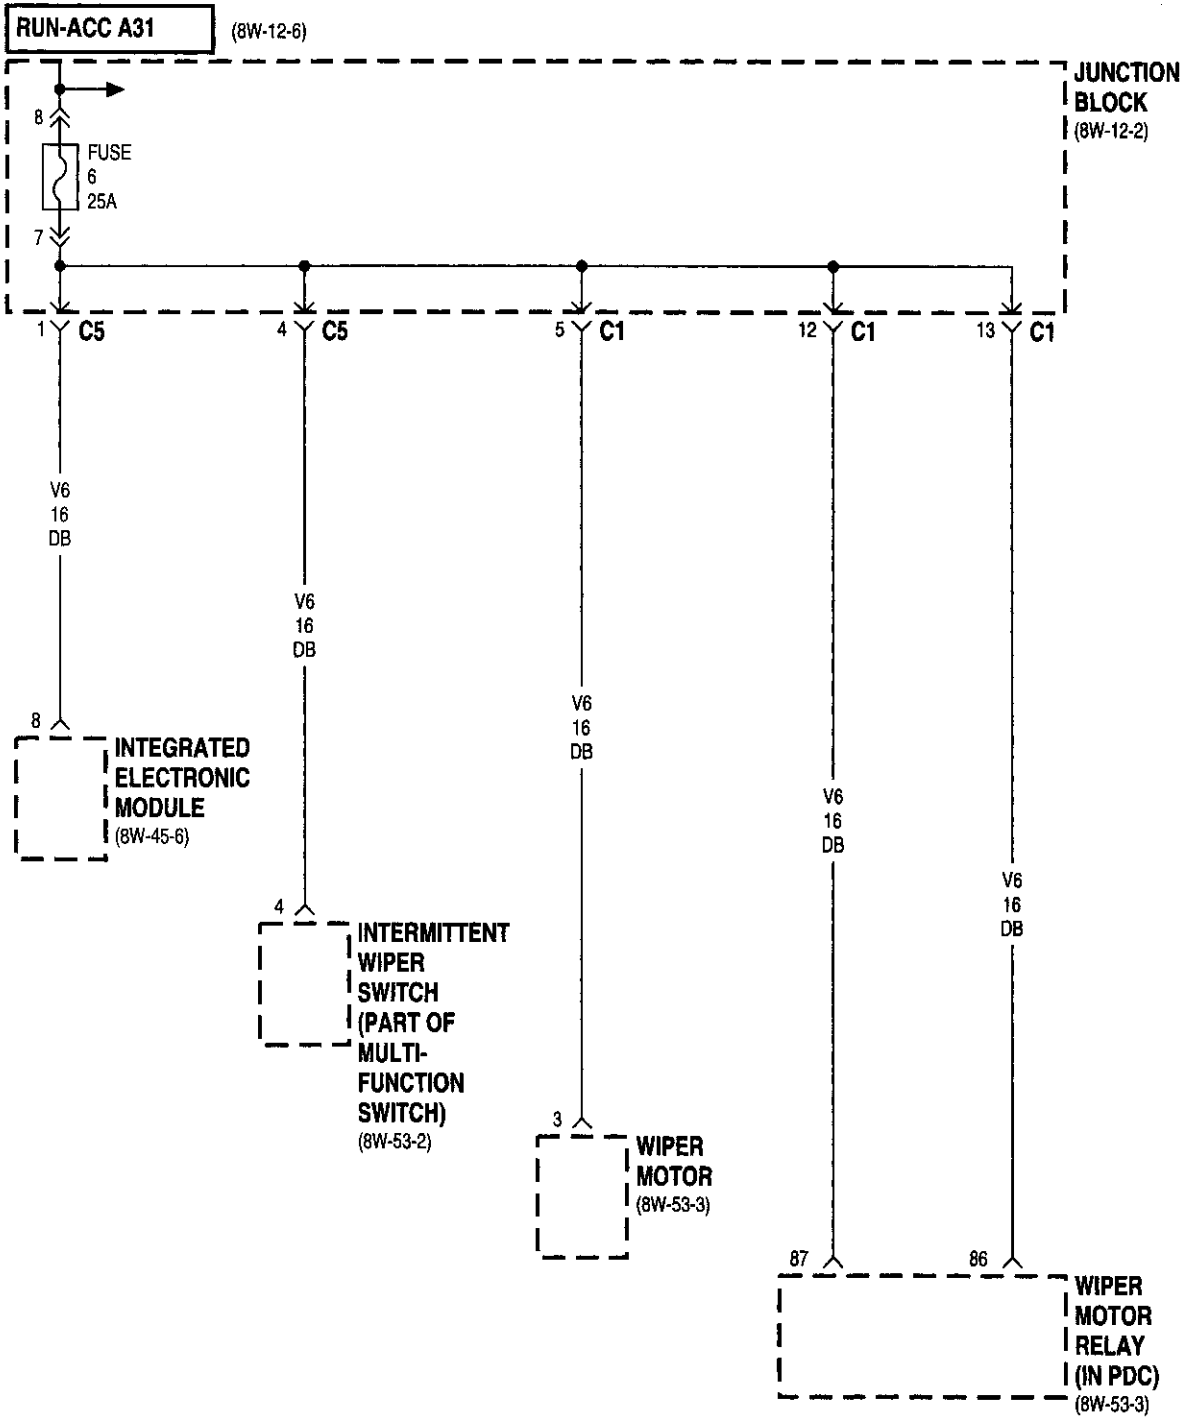 RUN-ACC A31
(8W-12-6)
JUNCTION
BLOCK
(8W-12-2)
8
FUSE
6
25A
7
1 C5
4 C5
5 C1
12 C1
13 C1
V6
16
DB
V6
16
DB
V6
16
DB
V6
16
DB
V6
16
DB
8
INTEGRATED
ELECTRONIC
MODULE
(8W-45-6)
4
INTERMITTENT
WIPER
SWITCH
(PART OF
MULTI-
FUNCTION
SWITCH)
(8W-53-2)
3
WIPER
MOTOR
(8W-53-3)
87
86
WIPER
MOTOR
RELAY
(IN PDC)
(8W-53-3)